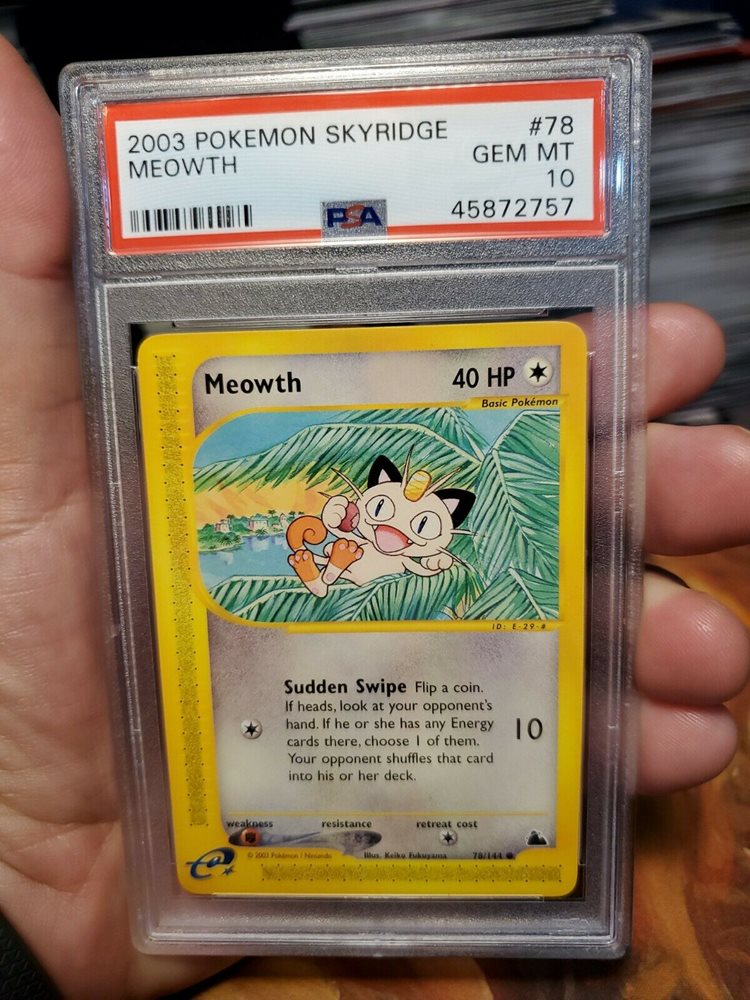 2003 POKEMON SKYRIDGE #78
MEOWTH GEM MT
10
PSA 45872757
Meowth 40 HP
Basic Pokémon
ID: E-29-#
Sudden Swipe Flip a coin.
If heads, look at your opponent's
hand. If he or she has any Energy
cards there, choose 1 of them.
Your opponent shuffles that card
into his or her deck.
10
weakness resistance retreat cost
e
© 2003 Pokémon / Nintendo Illus. Keiko Fukuyama 78/144